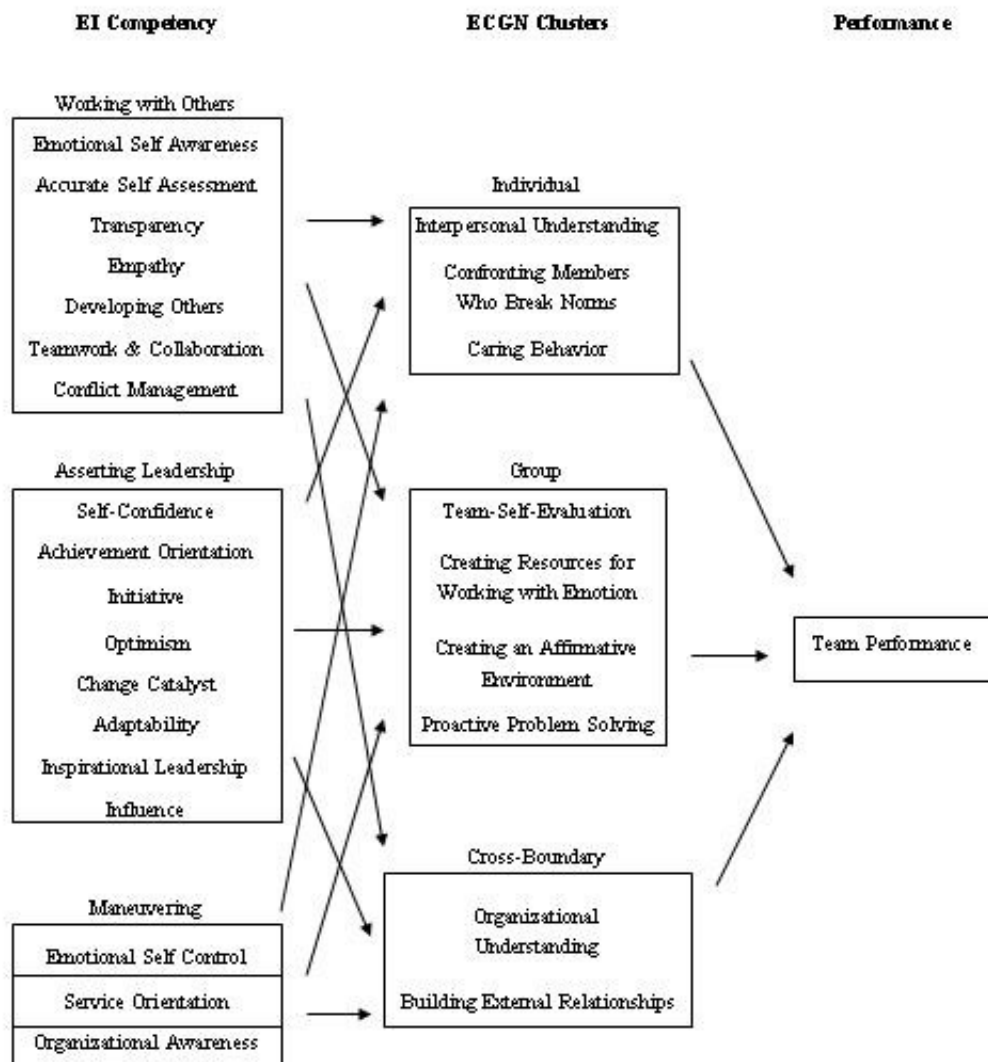 EI Competency
ECGN Clusters
Performance
Working with Others
Emotional Self Awareness
Accurate Self Assessment
Transparency
Empathy
Developing Others
Teamwork & Collaboration
Conflict Management
Asserting Leadership
Self-Confidence
Achievement Orientation
Initiative
Optimism
Change Catalyst
Adaptability
Inspirational Leadership
Influence
Maneuvering
Emotional Self Control
Service Orientation
Organizational Awareness
Individual
Interpersonal Understanding
Confronting Members
Who Break Norms
Caring Behavior
Group
Team-Self-Evaluation
Creating Resources for
Working with Emotion
Creating an Affirmative
Environment
Proactive Problem Solving
Cross-Boundary
Organizational
Understanding
Building External Relationships
Team Performance